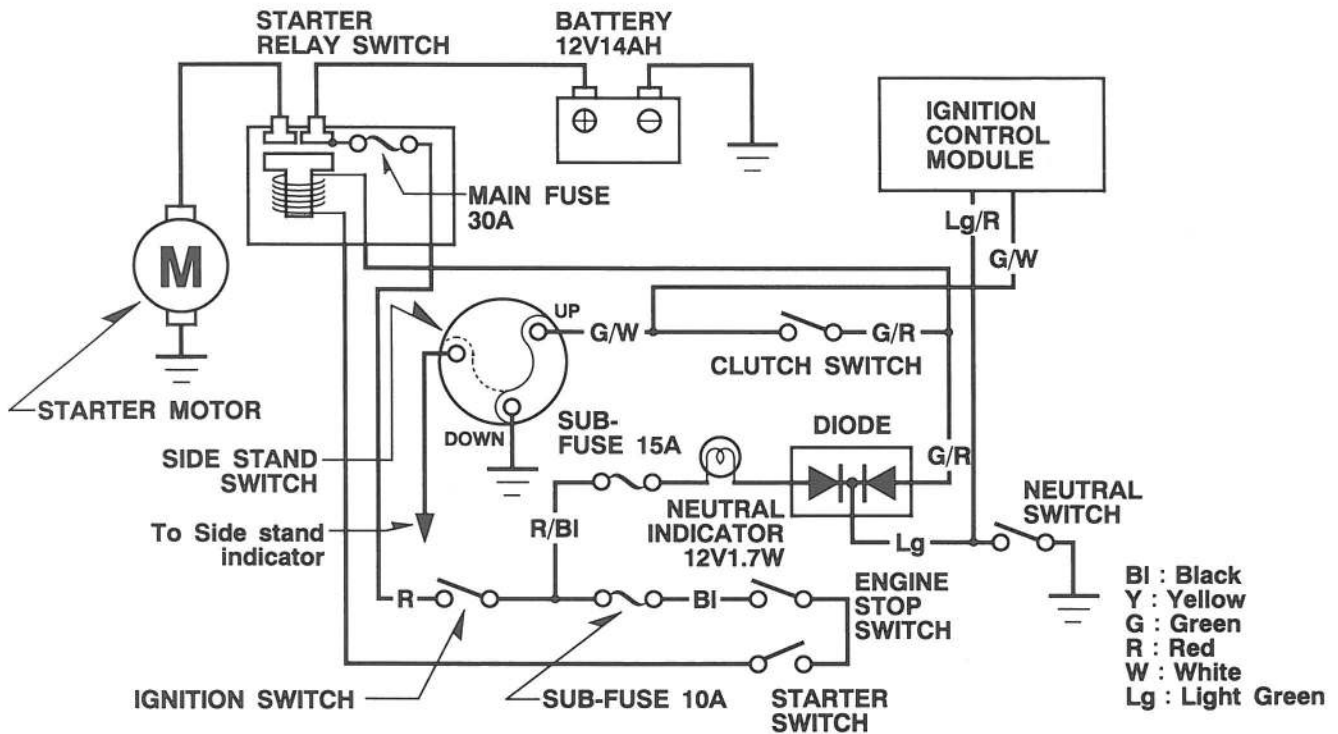 STARTER
RELAY SWITCH
BATTERY
12V14AH
IGNITION
CONTROL
MODULE
MAIN FUSE
30A
Lg/R
G/W
M
UP
G/W
G/R
CLUTCH SWITCH
STARTER MOTOR
DOWN
SUB-
FUSE 15A
DIODE
SIDE STAND
SWITCH
G/R
NEUTRAL
SWITCH
NEUTRAL
INDICATOR
12V1.7W
To Side stand
indicator
R/Bl
Lg
R
Bl
ENGINE
STOP
SWITCH
IGNITION SWITCH
SUB-FUSE 10A
STARTER
SWITCH
Bl : Black
Y : Yellow
G : Green
R : Red
W : White
Lg : Light Green